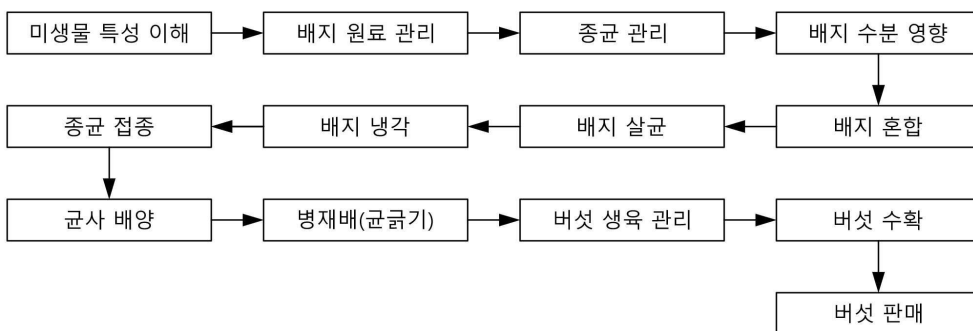 미생물 특성 이해
배지 원료 관리
종균 관리
배지 수분 영향
배지 혼합
배지 살균
배지 냉각
종균 접종
균사 배양
병재배(균긁기)
버섯 생육 관리
버섯 수확
버섯 판매